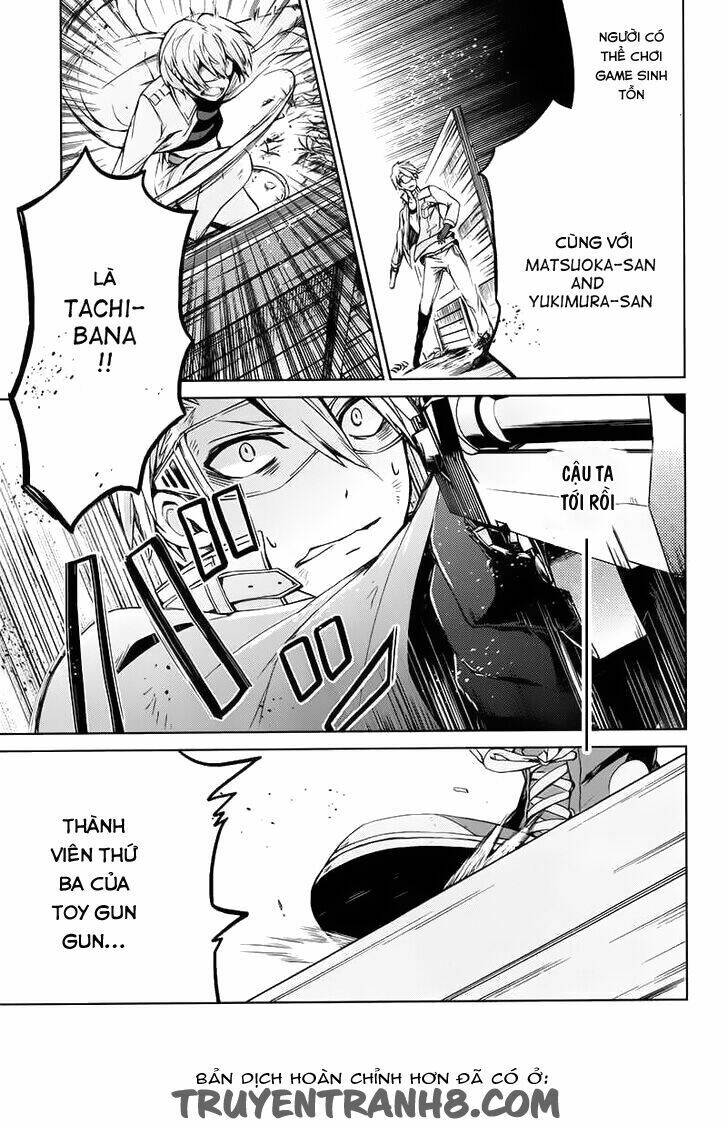 NGƯỜI CÓ
THỂ CHƠI
GAME SINH
TỒN
CÙNG VỚI
MATSUOKA-SAN
AND
YUKIMURA-SAN
LÀ
TACHI-
BANA
!!
CẬU TA
TỚI RỒI
THÀNH
VIÊN THỨ
BA CỦA
TOY GUN
GUN...
BẢN DỊCH HOÀN CHỈNH HƠN ĐÃ CÓ Ở:
TRUYENTRANH8.COM